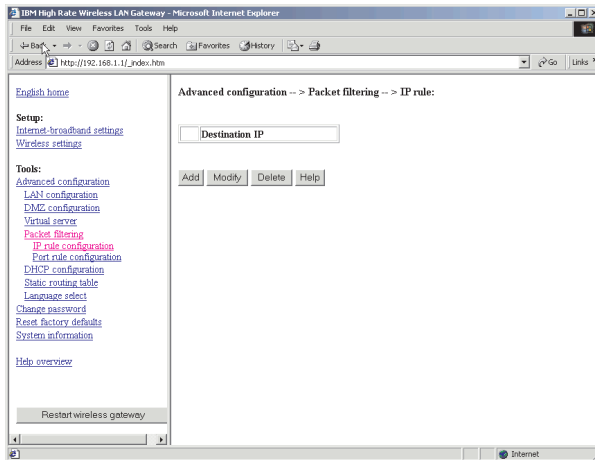 IBM High Rate Wireless LAN Gateway - Microsoft Internet Explorer
File Edit View Favorites Tools Help
Back Search Favorites History
Address http://192.168.1.1/_index.htm Go Links
English home
Setup:
Internet-broadband settings
Wireless settings
Tools:
Advanced configuration
LAN configuration
DMZ configuration
Virtual server
Packet filtering
IP rule configuration
Port rule configuration
DHCP configuration
Static routing table
Language select
Change password
Reset factory defaults
System information
Help overview
Restart wireless gateway
Advanced configuration -- > Packet filtering -- > IP rule:
Destination IP
Add Modify Delete Help
Internet